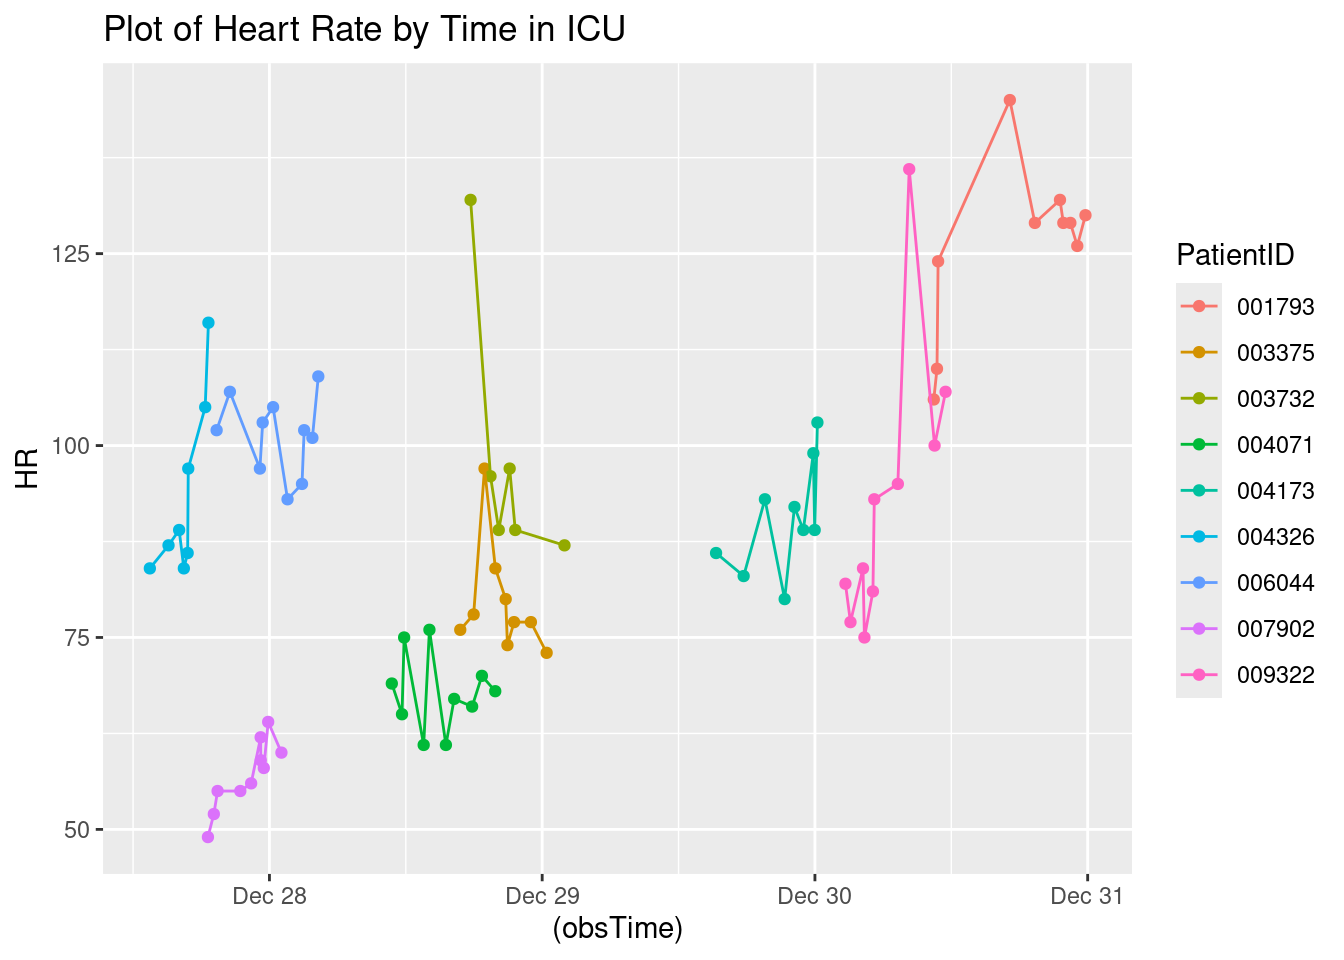 Plot of Heart Rate by Time in ICU
HR
125
100
75
50
Dec 28
Dec 29
Dec 30
Dec 31
(obsTime)
PatientID
001793
003375
003732
004071
004173
004326
006044
007902
009322